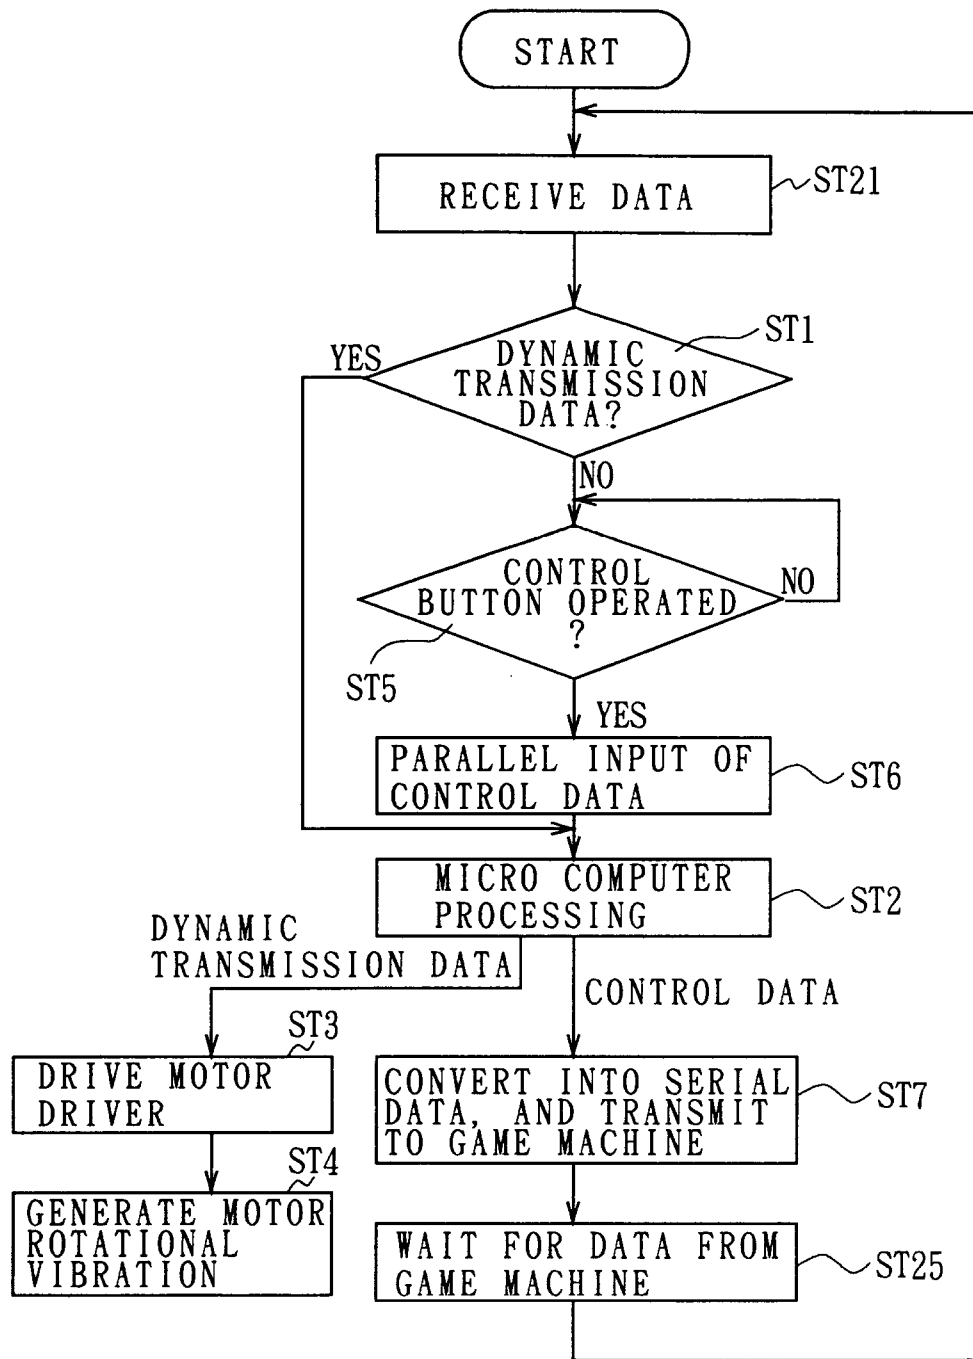 START
RECEIVE DATA
ST21
ST1
YES
DYNAMIC
TRANSMISSION
DATA?
NO
CONTROL
BUTTON OPERATED
?
NO
ST5
YES
PARALLEL INPUT OF
CONTROL DATA
ST6
MICRO COMPUTER
PROCESSING
ST2
DYNAMIC
TRANSMISSION DATA
CONTROL DATA
ST3
DRIVE MOTOR
DRIVER
CONVERT INTO SERIAL
DATA, AND TRANSMIT
TO GAME MACHINE
ST7
ST4
GENERATE MOTOR
ROTATIONAL
VIBRATION
WAIT FOR DATA FROM
GAME MACHINE
ST25